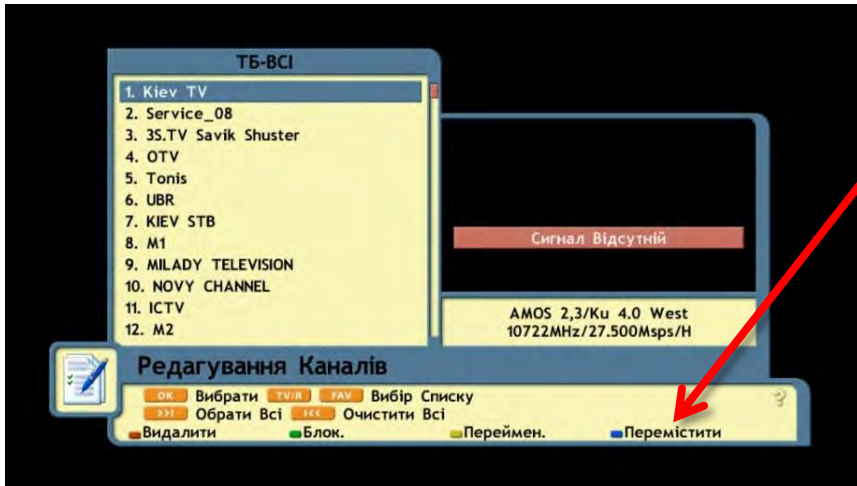 ТБ-ВСІ
1. Kiev TV
2. Service_08
3. 3S.TV Savik Shuster
4. OTV
5. Tonis
6. UBR
7. KIEV STB
8. M1
9. MILADY TELEVISION
10. NOVY CHANNEL
11. ICTV
12. M2
Сигнал Відсутній
AMOS 2,3/Ku 4.0 West
10722MHz/27.500Msps/H
Редагування Каналів
OK Вибрати TV/R FAV Вибір Списку
>>I Обрати Всі I<< Очистити Всі
Видалити Блок. Переймен. Перемістити
?